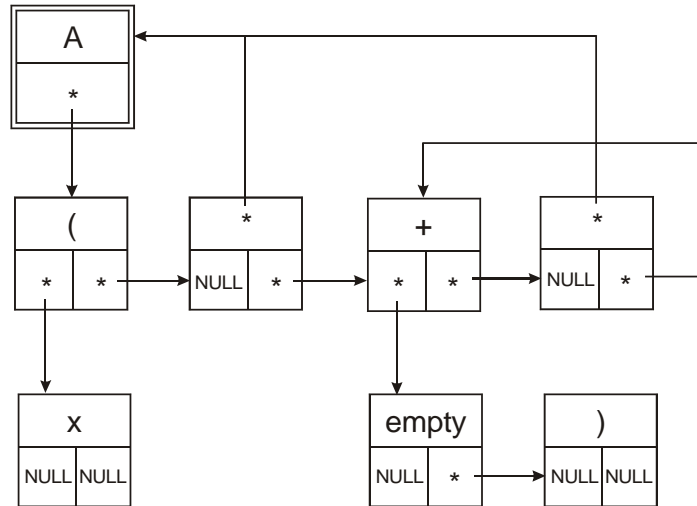 A
*
( * + *
* * NULL * * * NULL *
x empty )
NULL NULL NULL * NULL NULL